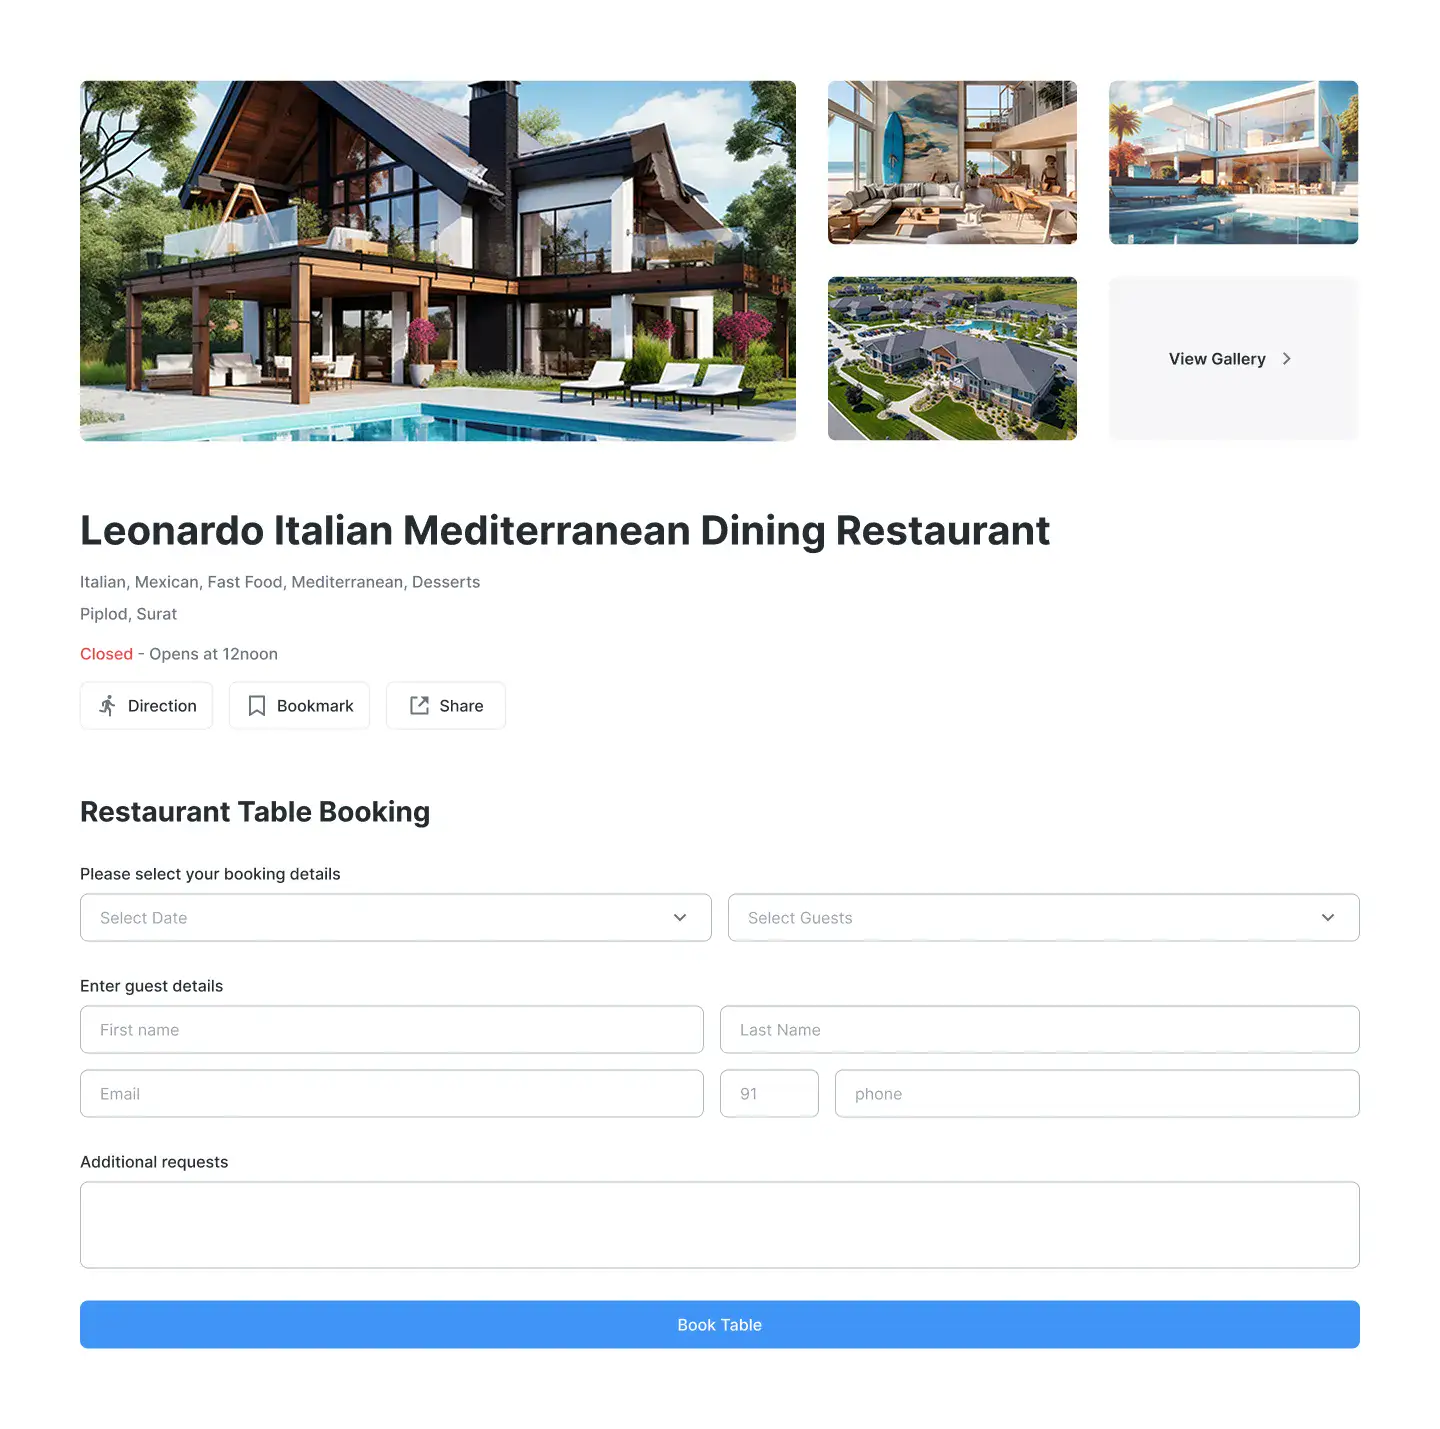 View Gallery
Leonardo Italian Mediterranean Dining Restaurant
Italian, Mexican, Fast Food, Mediterranean, Desserts
Piplod, Surat
Closed - Opens at 12noon
Direction Bookmark Share
Restaurant Table Booking
Please select your booking details
Select Date Select Guests
Enter guest details
First name Last Name
Email 91 phone
Additional requests
Book Table